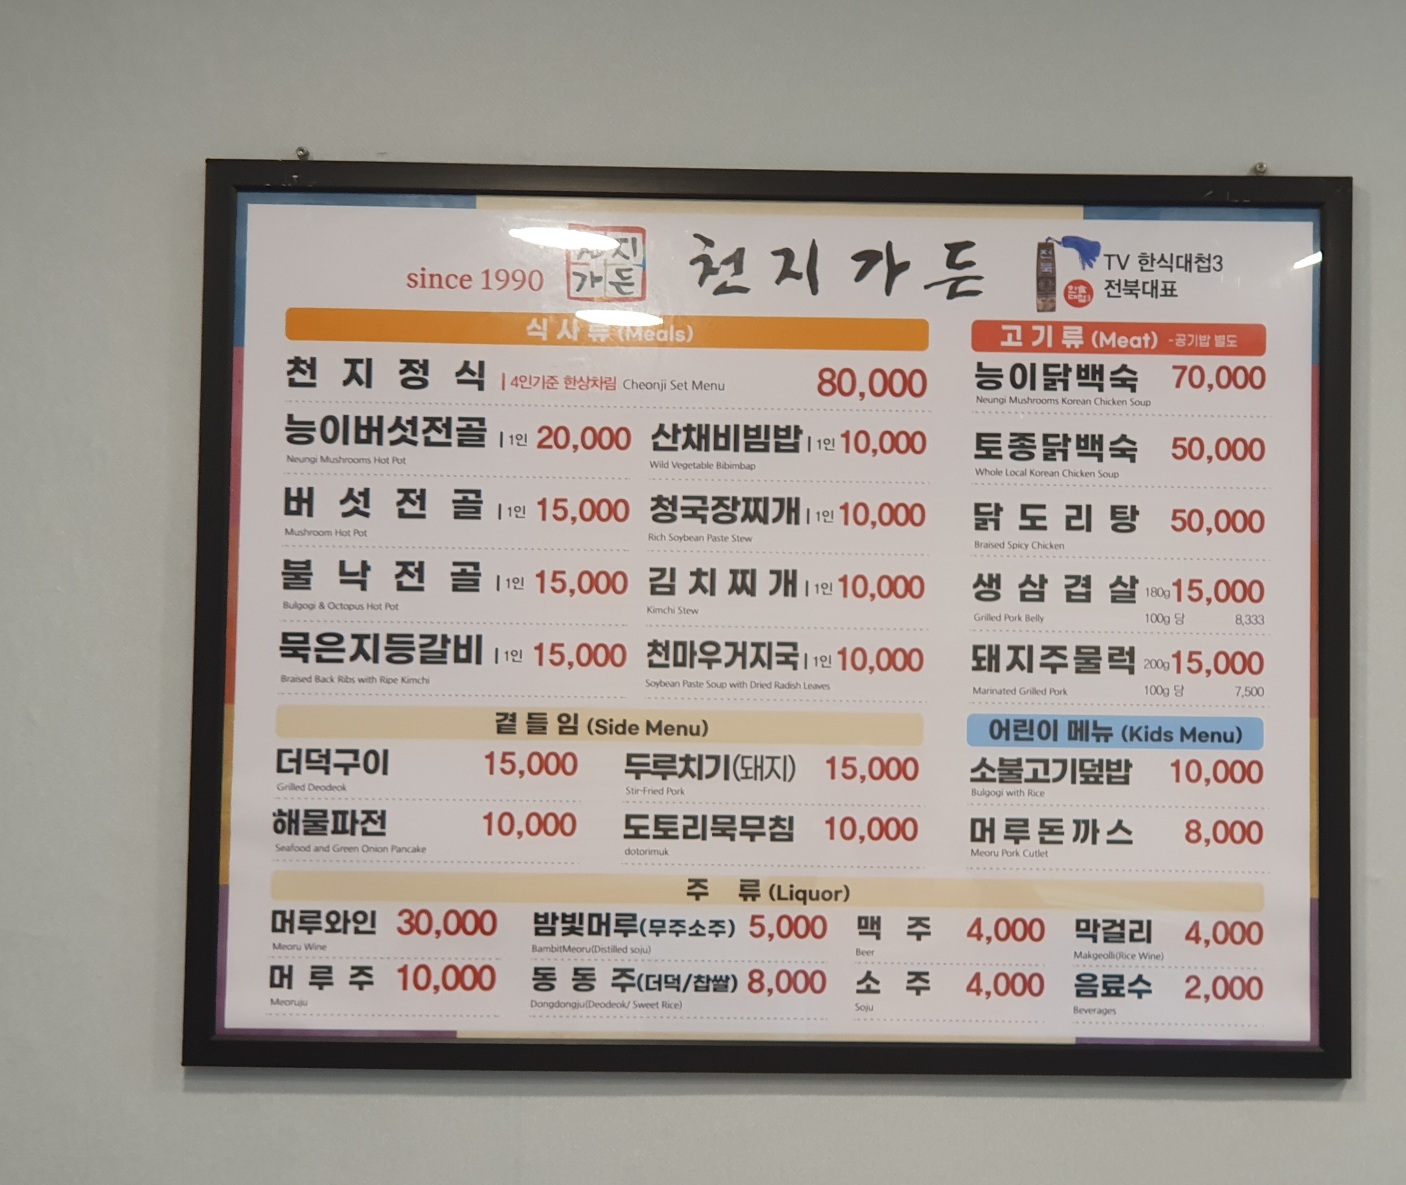 since 1990
천지
가든
천지가든
TV 한식대첩3
전북대표
식사류 (Meals)
천지정식 | 4인기준 한상차림 Cheonji Set Menu 80,000
능이버섯전골 | 1인 20,000
Neungi Mushrooms Hot Pot
산채비빔밥 | 1인 10,000
Wild Vegetable Bibimbap
버섯전골 | 1인 15,000
Mushroom Hot Pot
청국장찌개 | 1인 10,000
Rich Soybean Paste Stew
불낙전골 | 1인 15,000
Bulgogi & Octopus Hot Pot
김치찌개 | 1인 10,000
Kimchi Stew
묵은지등갈비 | 1인 15,000
Braised Back Ribs with Ripe Kimchi
천마우거지국 | 1인 10,000
Soybean Paste Soup with Dried Radish Leaves
고기류 (Meat) -공기밥 별도
능이닭백숙 70,000
Neungi Mushrooms Korean Chicken Soup
토종닭백숙 50,000
Whole Local Korean Chicken Soup
닭도리탕 50,000
Braised Spicy Chicken
생삼겹살 180g 15,000
Grilled Pork Belly 100g 당 8,333
돼지주물럭 200g 15,000
Marinated Grilled Pork 100g 당 7,500
곁들임 (Side Menu)
더덕구이 15,000
Grilled Deodeok
두루치기(돼지) 15,000
Stir-Fried Pork
해물파전 10,000
Seafood and Green Onion Pancake
도토리묵무침 10,000
dotorimuk
어린이 메뉴 (Kids Menu)
소불고기덮밥 10,000
Bulgogi with Rice
머루돈까스 8,000
Meoru Pork Cutlet
주 류 (Liquor)
머루와인 30,000
Meoru Wine
밤빛머루(무주소주) 5,000
BambitMeoru(Distilled soju)
맥 주 4,000
Beer
막걸리 4,000
Makgeolli(Rice Wine)
머루주 10,000
Meoruju
동동주(더덕/찹쌀) 8,000
Dongdongju(Deodeok/ Sweet Rice)
소 주 4,000
Soju
음료수 2,000
Beverages